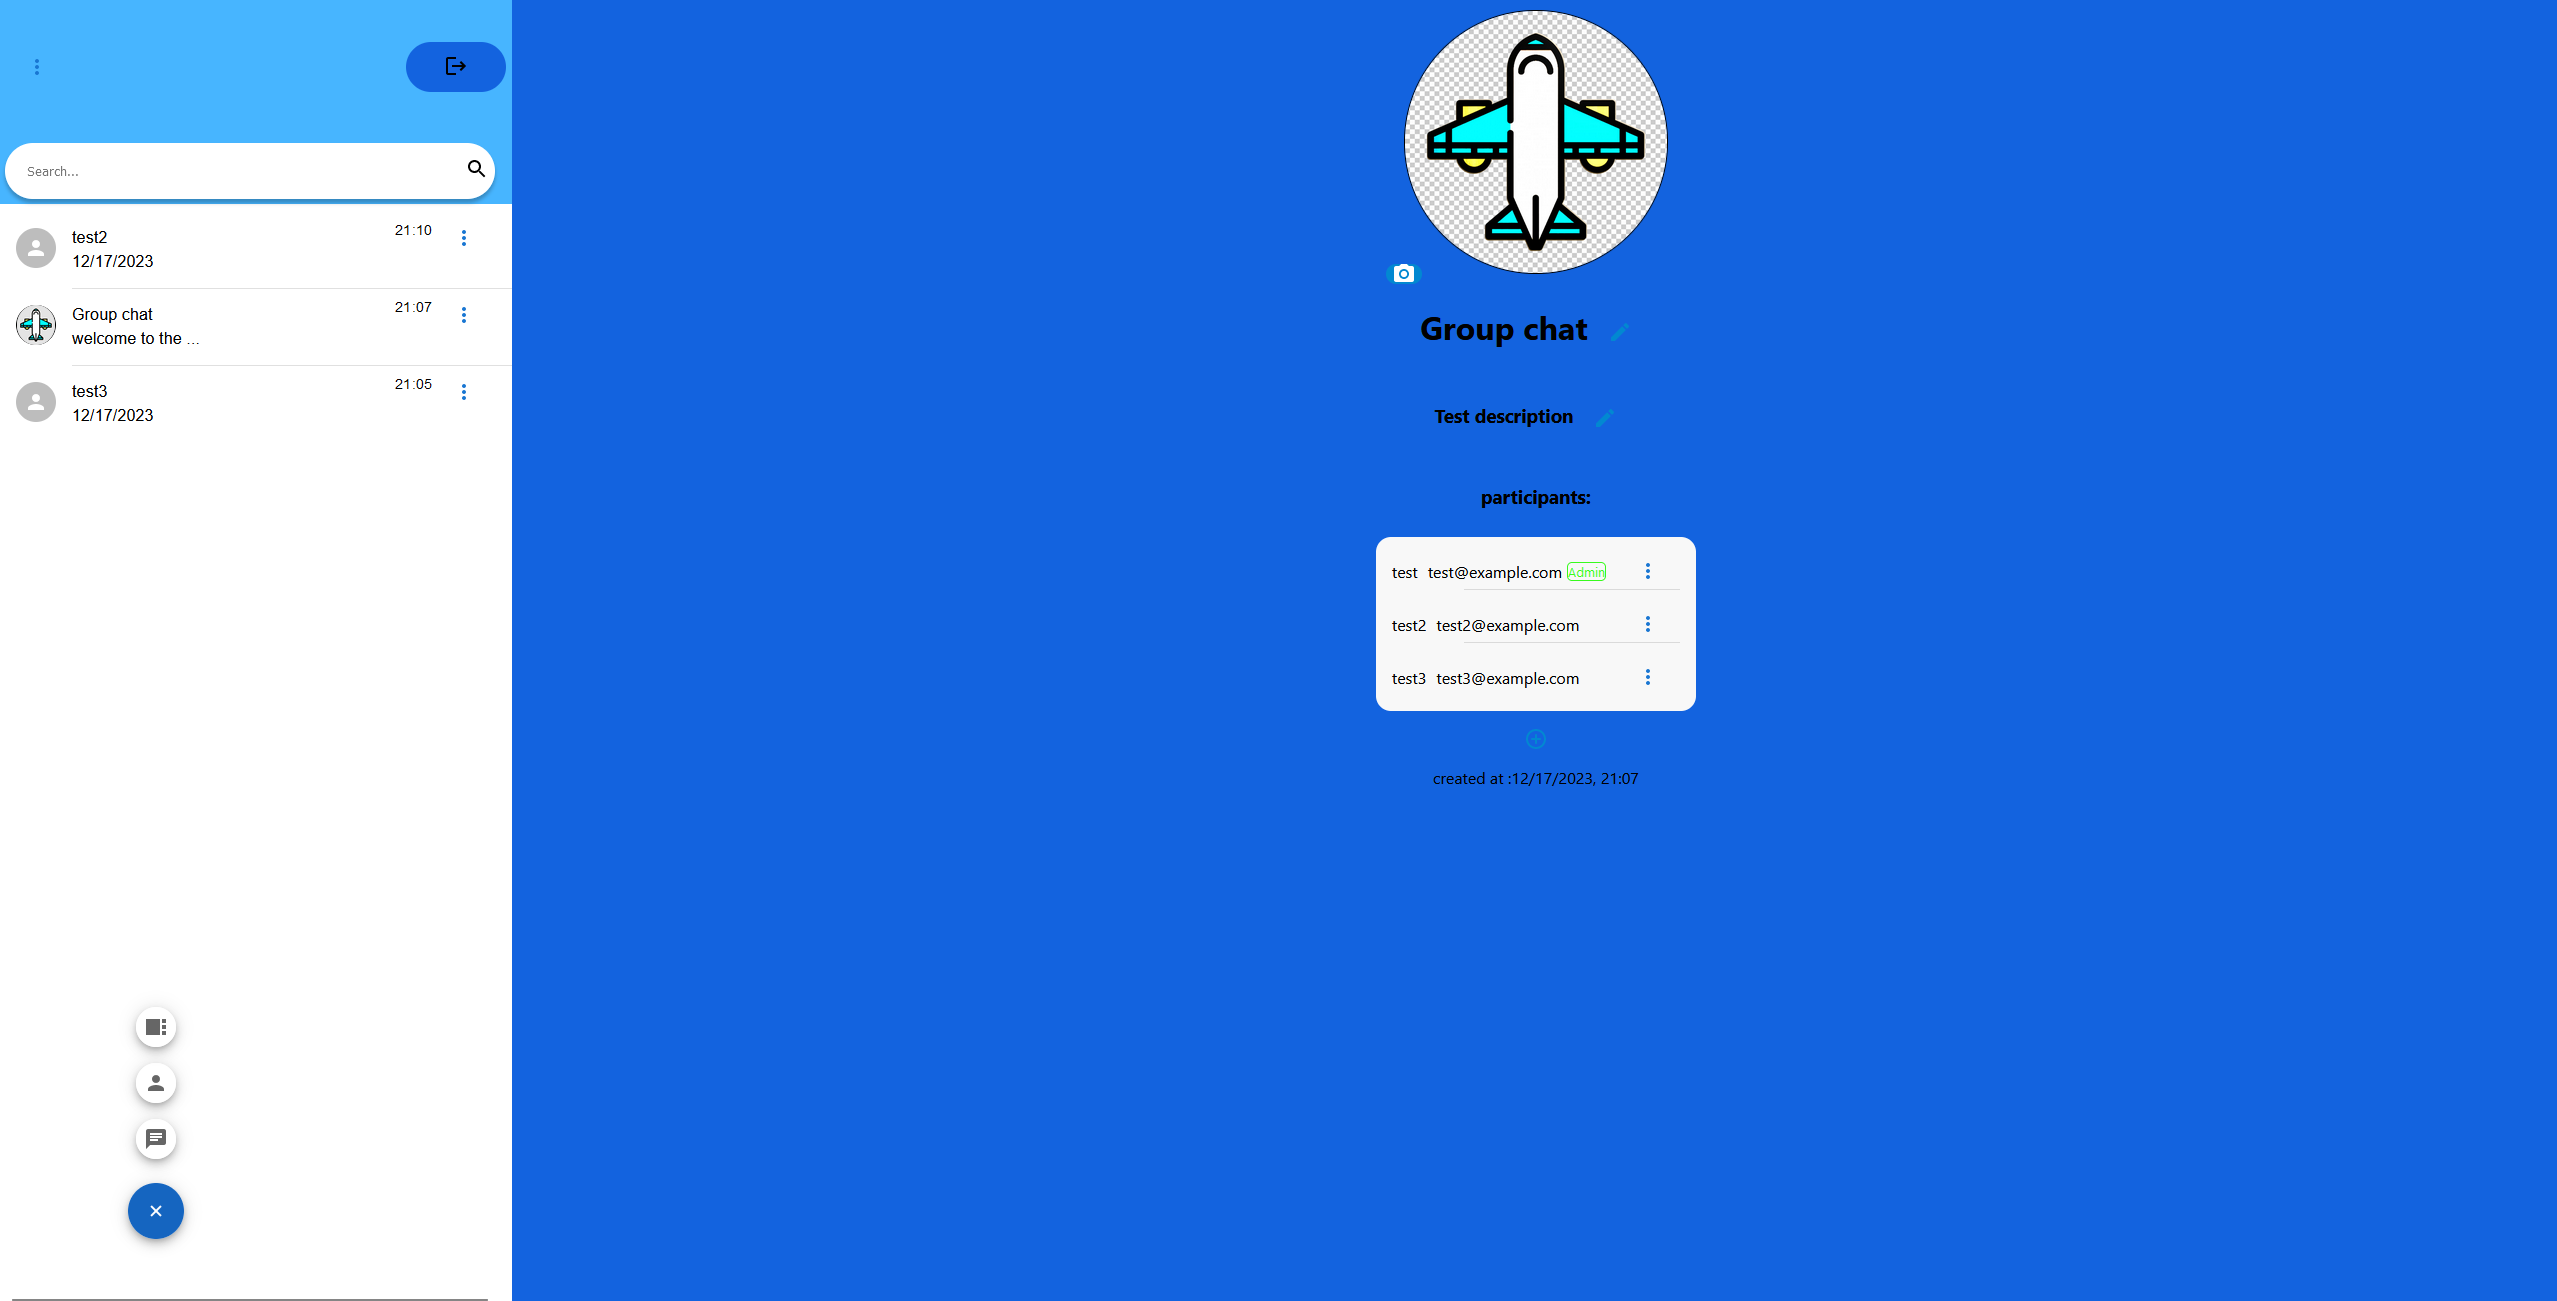 Search...
test2 21:10
12/17/2023
Group chat 21:07
welcome to the ...
test3 21:05
12/17/2023
Group chat
Test description
participants:
test test@example.com Admin
test2 test2@example.com
test3 test3@example.com
created at :12/17/2023, 21:07